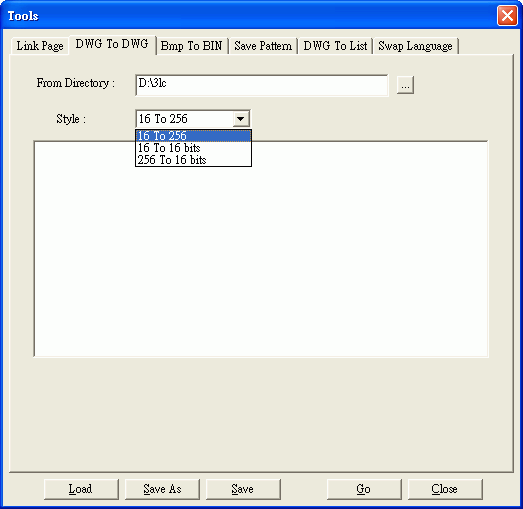 Tools
Link Page DWG To DWG Bmp To BIN Save Pattern DWG To List Swap Language
From Directory : D:\3lc ...
Style : 16 To 256
16 To 256
16 To 16 bits
256 To 16 bits
Load Save As Save Go Close